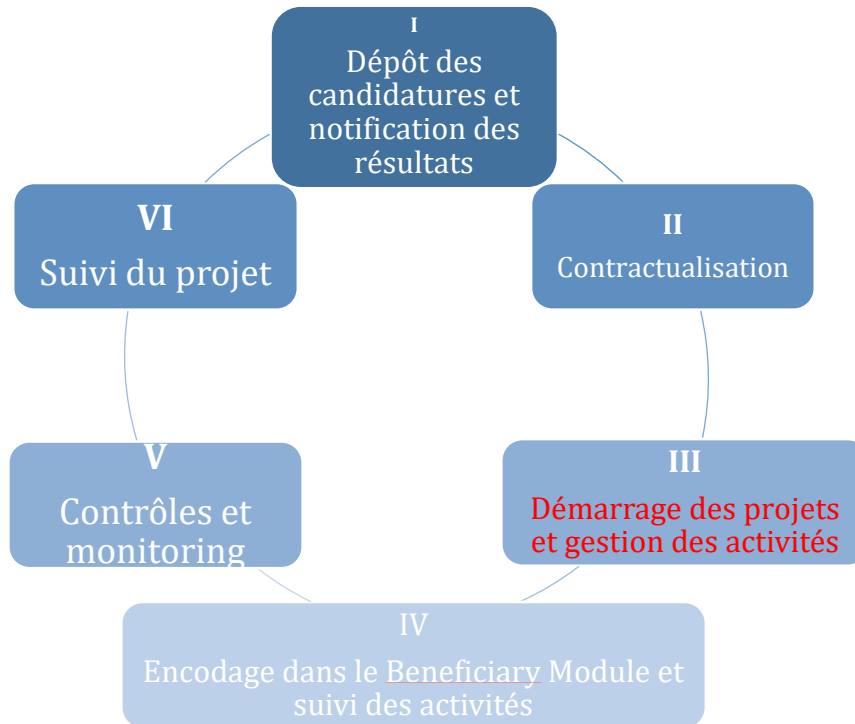 I
Dépôt des
candidatures et
notification des
résultats
II
Contractualisation
III
Démarrage des projets
et gestion des activités
IV
Encodage dans le Beneficiary Module et
suivi des activités
V
Contrôles et
monitoring
VI
Suivi du projet